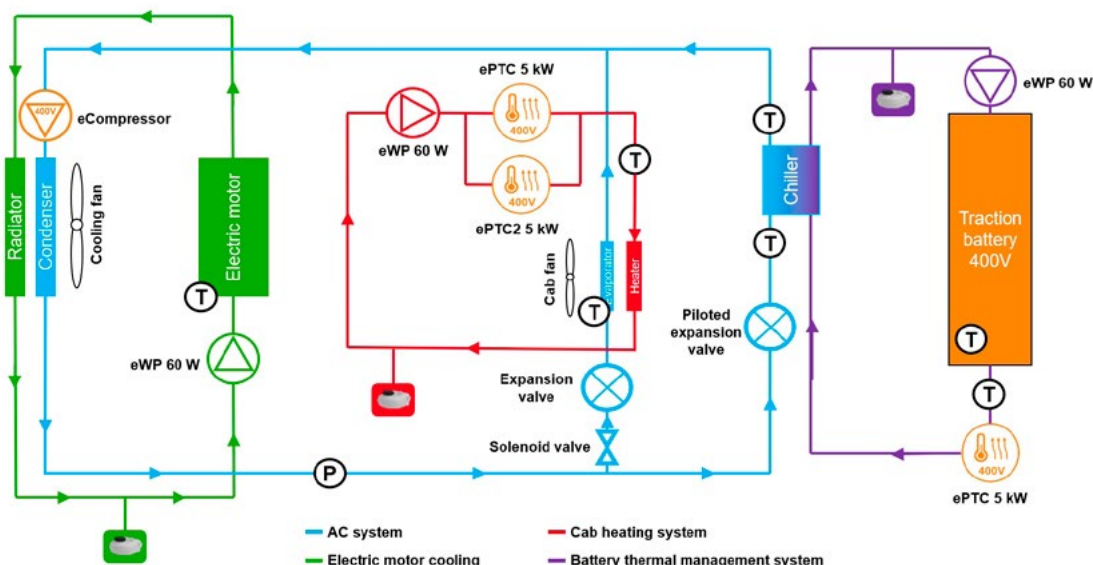 ePTC 5 kW
400V
eCompressor
eWP 60 W
400V
ePTC2 5 kW
400V
T
T
Chiller
T
eWP 60 W
Traction
battery
400V
T
T
ePTC 5 kW
400V
Radiator
Condenser
Cooling fan
Electric motor
T
eWP 60 W
Cab fan
evaporator
T
Heater
Piloted
expansion
valve
Expansion
valve
Solenoid valve
P
AC system
Cab heating system
Electric motor cooling
Battery thermal management system